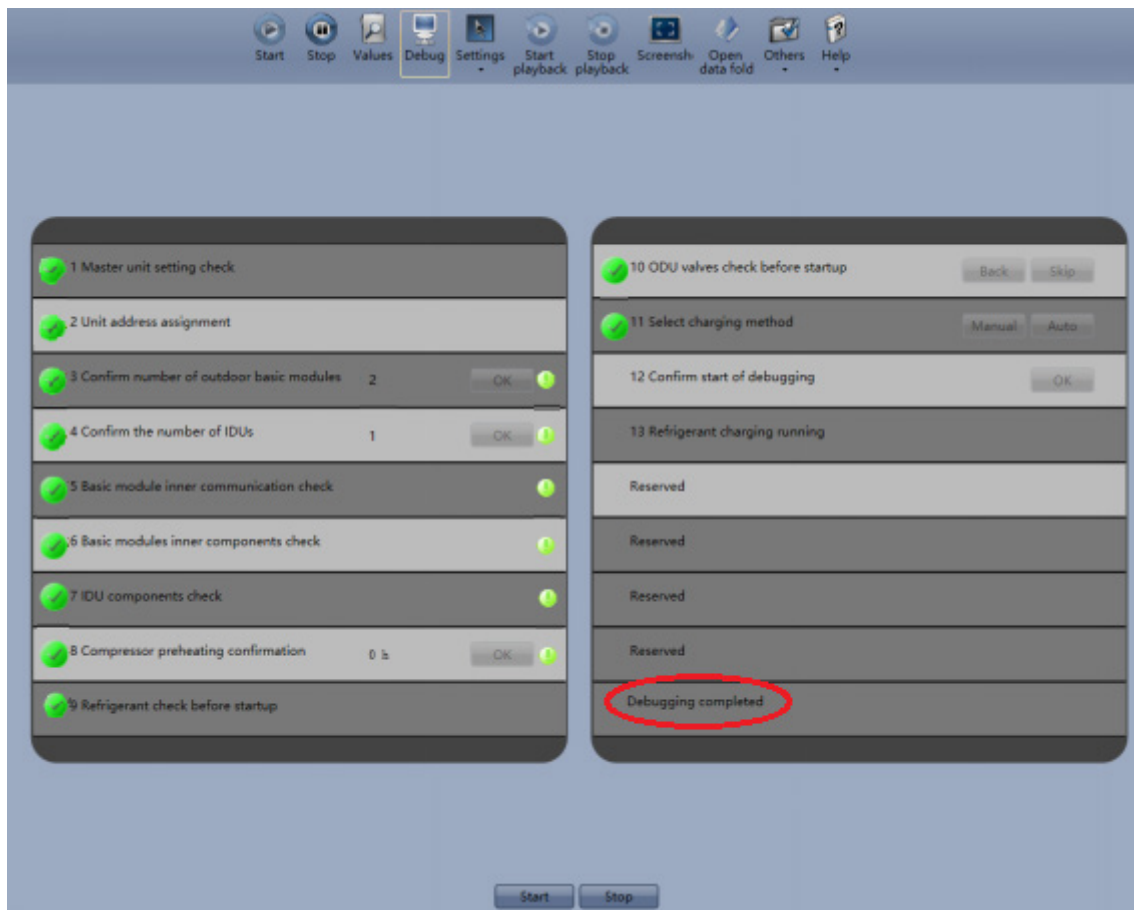 Start Stop Values Debug Settings Start playback Stop playback Screensh Open data fold Others Help
1 Master unit setting check
2 Unit address assignment
3 Confirm number of outdoor basic modules 2 OK
4 Confirm the number of IDUs 1 OK
5 Basic module inner communication check
6 Basic modules inner components check
7 IDU components check
8 Compressor preheating confirmation 0 h OK
9 Refrigerant check before startup
10 ODU valves check before startup Back Skip
11 Select charging method Manual Auto
12 Confirm start of debugging OK
13 Refrigerant charging running
Reserved
Reserved
Reserved
Reserved
Debugging completed
Start Stop